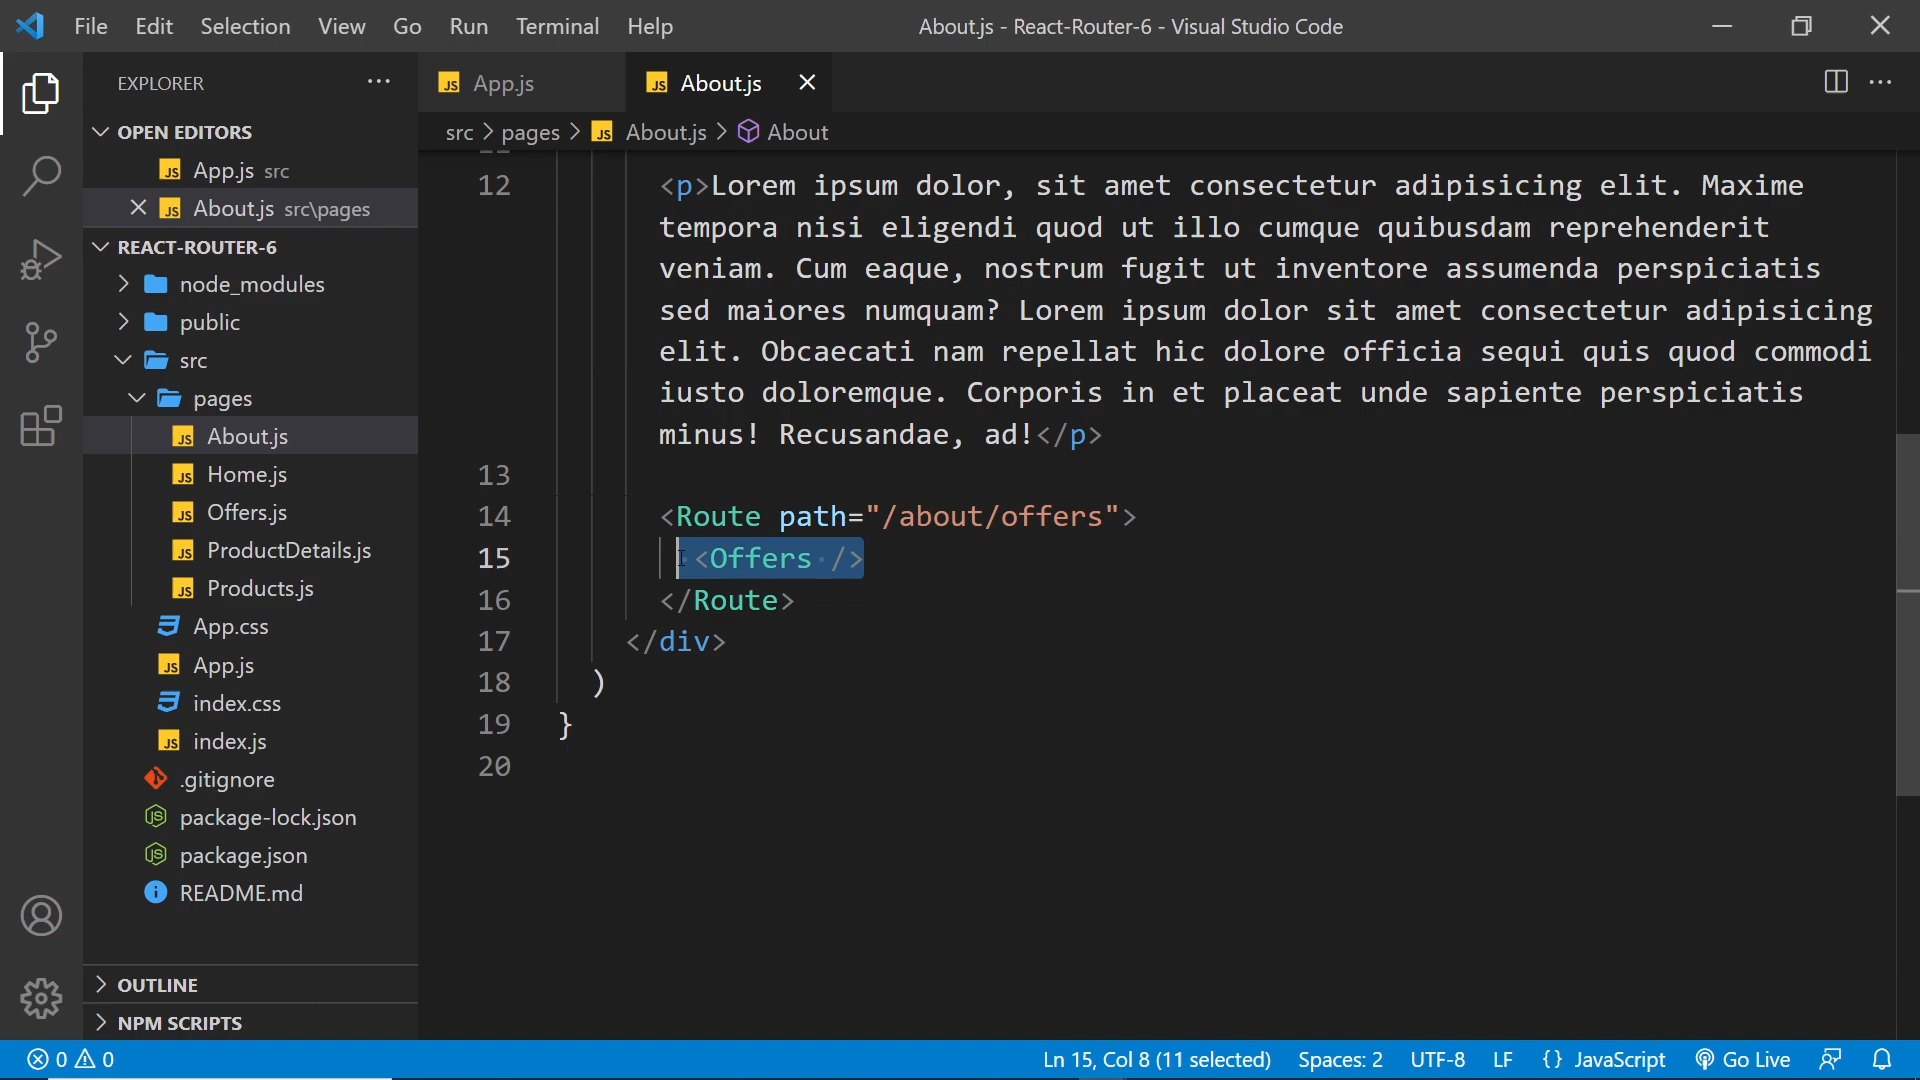 File Edit Selection View Go Run Terminal Help
About.js - React-Router-6 - Visual Studio Code
EXPLORER
OPEN EDITORS
App.js src
About.js src\pages
REACT-ROUTER-6
node_modules
public
src
pages
About.js
Home.js
Offers.js
ProductDetails.js
Products.js
App.css
App.js
index.css
index.js
.gitignore
package-lock.json
package.json
README.md
OUTLINE
NPM SCRIPTS
App.js
About.js
src > pages > About.js > About
12 <p>Lorem ipsum dolor, sit amet consectetur adipisicing elit. Maxime
tempora nisi eligendi quod ut illo cumque quibusdam reprehenderit
veniam. Cum eaque, nostrum fugit ut inventore assumenda perspiciatis
sed maiores numquam? Lorem ipsum dolor sit amet consectetur adipisicing
elit. Obcaecati nam repellat hic dolore officia sequi quis quod commodi
iusto doloremque. Corporis in et placeat unde sapiente perspiciatis
minus! Recusandae, ad!</p>
13
14 <Route path="/about/offers">
15 <Offers />
16 </Route>
17 </div>
18 )
19 }
20
0 0
Ln 15, Col 8 (11 selected) Spaces: 2 UTF-8 LF {} JavaScript Go Live